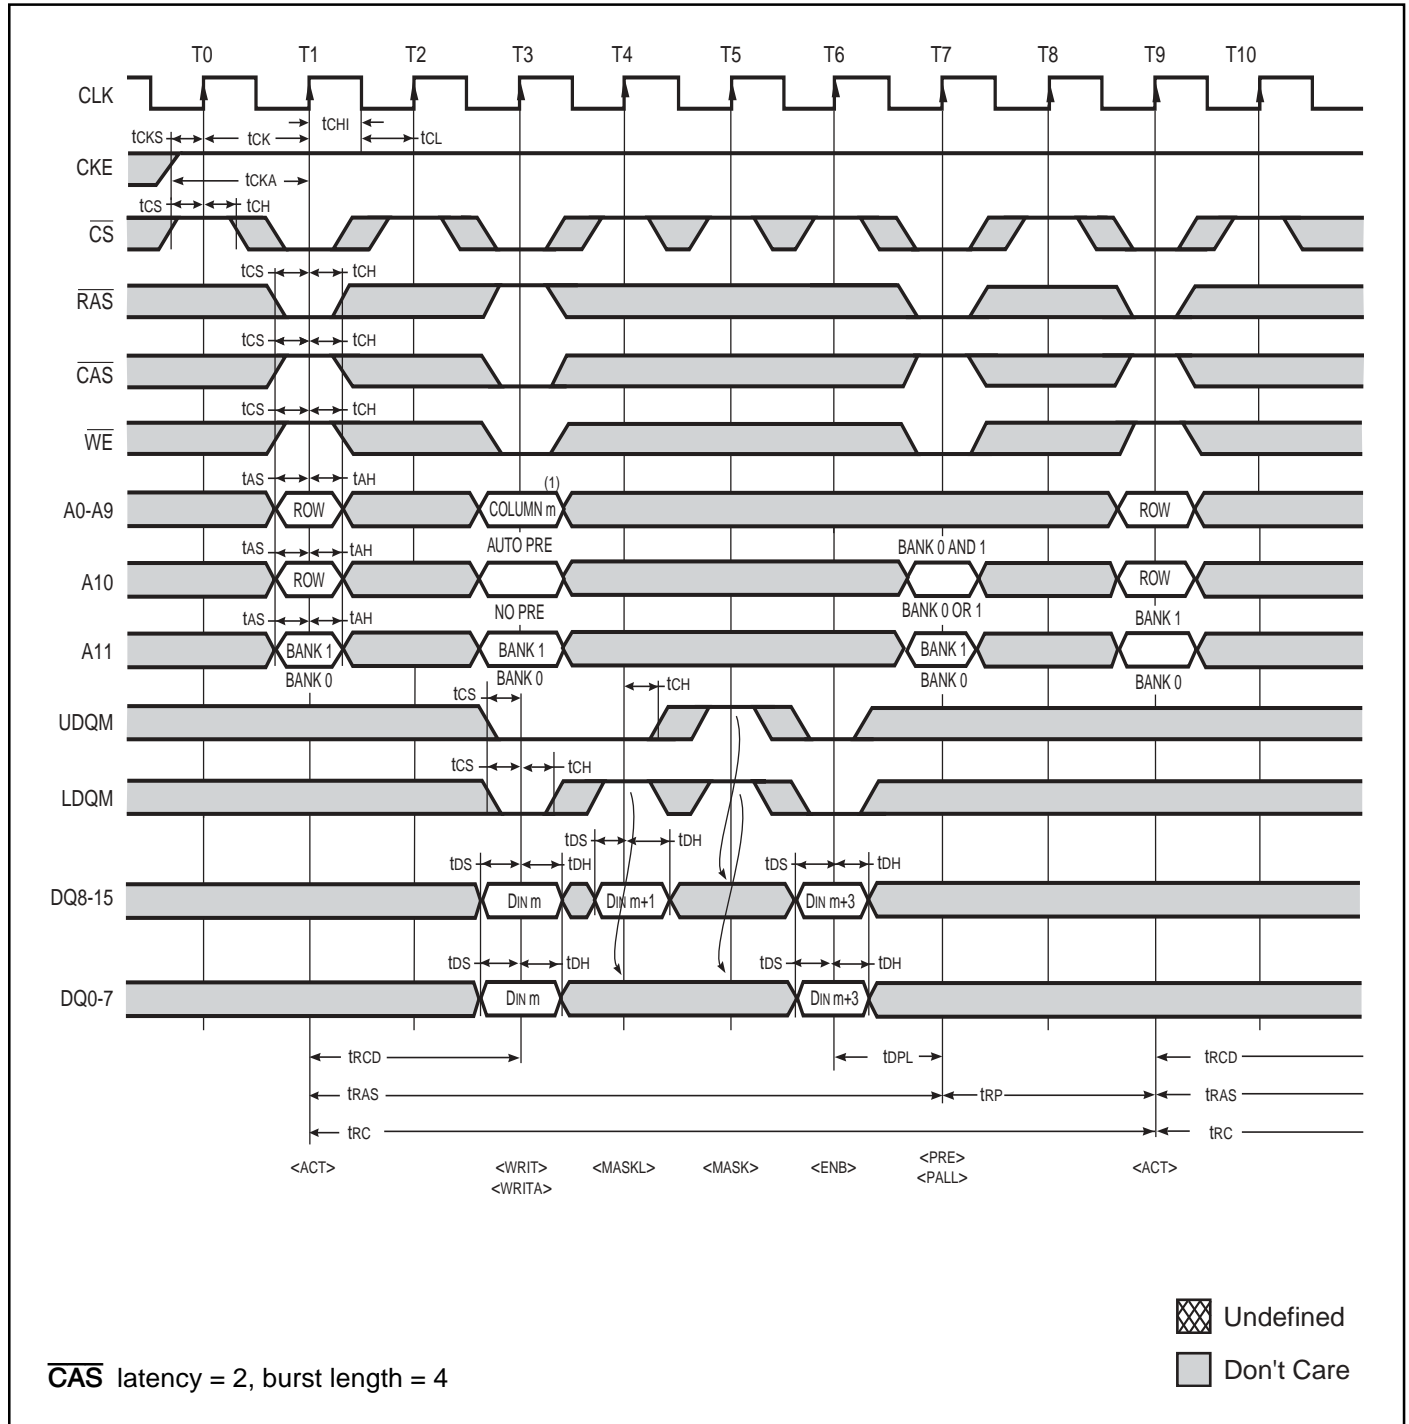 T0 T1 T2 T3 T4 T5 T6 T7 T8 T9 T10
CLK
tCHI
tCKS tCK tCL
CKE
tCKA
tCS tCH
CS
tCS tCH
RAS
tCS tCH
CAS
tCS tCH
WE
tAS tAH (1)
A0-A9 ROW COLUMN m ROW
tAS tAH AUTO PRE BANK 0 AND 1
A10 ROW ROW
tAS tAH NO PRE BANK 0 OR 1 BANK 1
A11 BANK 1 BANK 1 BANK 1
BANK 0 BANK 0 BANK 0 BANK 0
tCS tCH
UDQM
tCS tCH
LDQM
tDS tDH
tDS tDH tDS tDH
DQ8-15 DIN m DIN m+1 DIN m+3
tDS tDH tDS tDH
DQ0-7 DIN m DIN m+3
tRCD tDPL tRCD
tRAS tRP tRAS
tRC tRC
<ACT> <WRIT> <MASKL> <MASK> <ENB> <PRE> <ACT>
<WRITA> <PALL>
Undefined
Don't Care
CAS latency = 2, burst length = 4